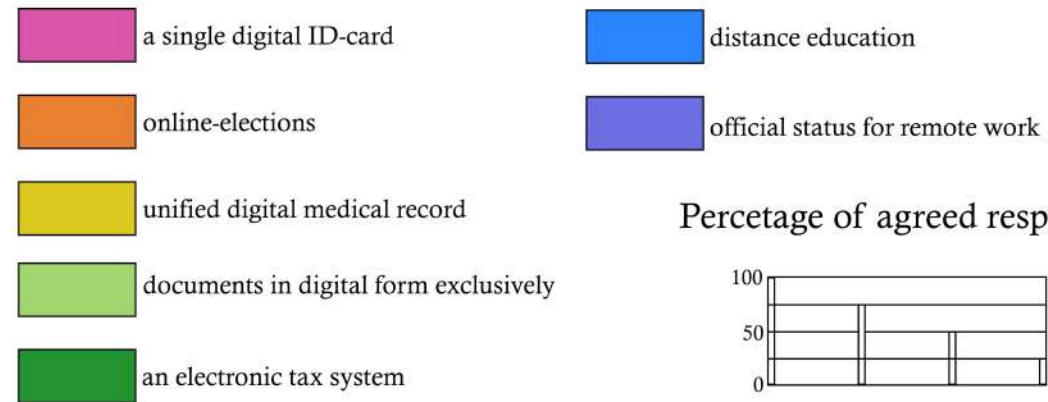 a single digital ID-card
online-elections
unified digital medical record
documents in digital form exclusively
an electronic tax system
distance education
official status for remote work
Percetage of agreed resp
100
50
0